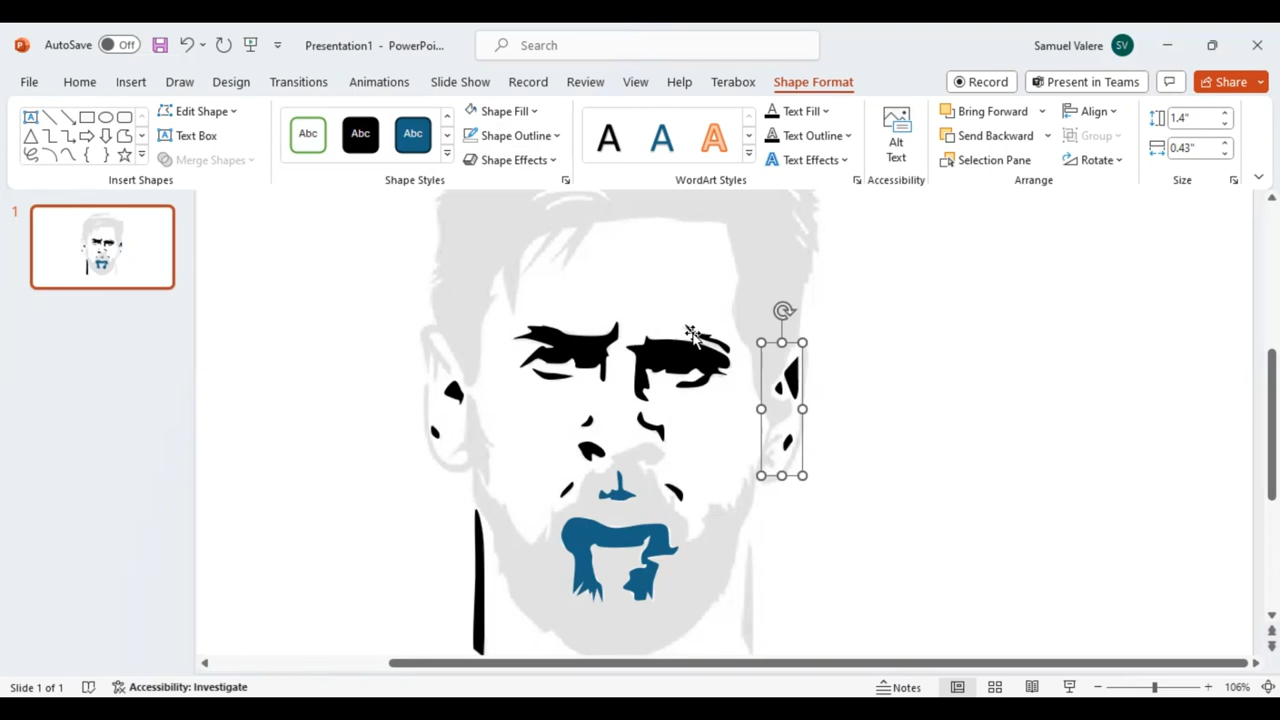 AutoSave Off Presentation1 - PowerPoi... Search Samuel Valere SV
File Home Insert Draw Design Transitions Animations Slide Show Record Review View Help Terabox Shape Format Record Present in Teams Share
Edit Shape
Text Box
Merge Shapes
Insert Shapes
Abc Abc Abc
Shape Fill
Shape Outline
Shape Effects
Shape Styles
A A A
Text Fill
Text Outline
Text Effects
WordArt Styles
Alt
Text
Accessibility
Bring Forward
Send Backward
Selection Pane
Align
Group
Rotate
Arrange
1.4"
0.43"
Size
1
Slide 1 of 1 Accessibility: Investigate Notes 106%